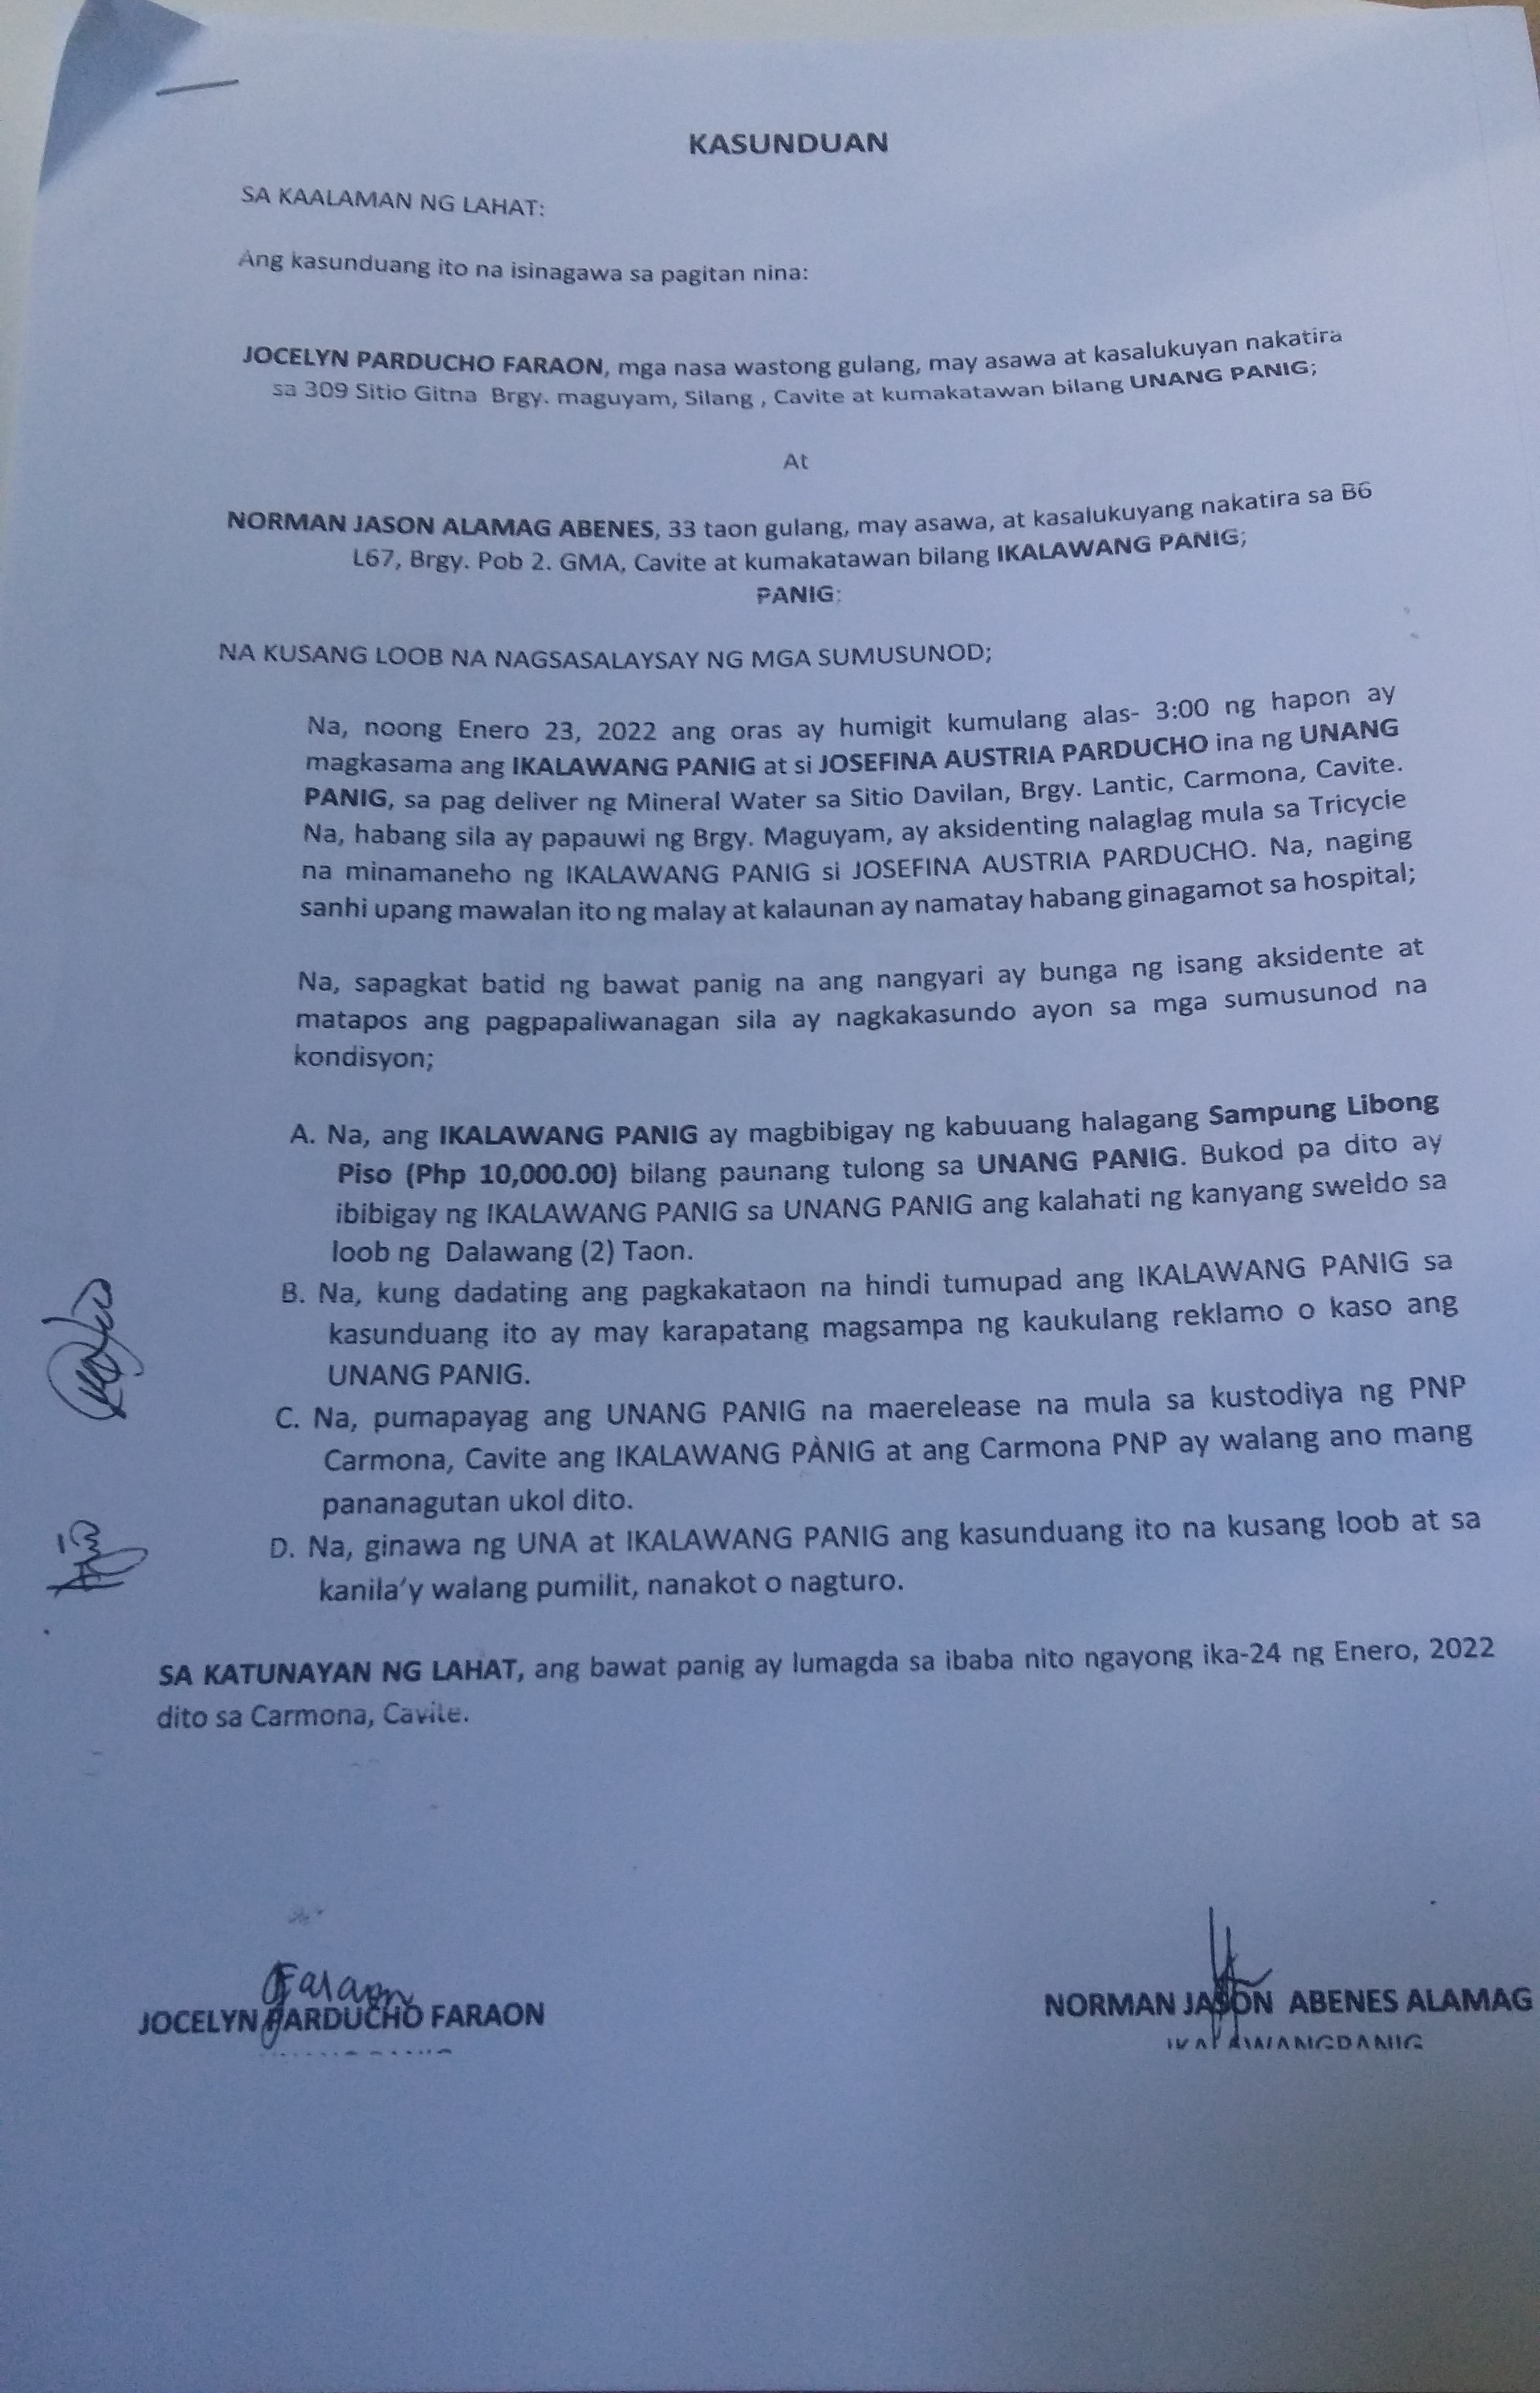 KASUNDUAN
SA KAALAMAN NG LAHAT:
Ang kasunduang ito na isinagawa sa pagitan nina:
JOCELYN PARDUCHO FARAON, mga nasa wastong gulang, may asawa at kasalukuyan nakatira
sa 309 Sitio Gitna Brgy. maguyam, Silang , Cavite at kumakatawan bilang UNANG PANIG;
At
NORMAN JASON ALAMAG ABENES, 33 taon gulang, may asawa, at kasalukuyang nakatira sa B6
L67, Brgy. Pob 2. GMA, Cavite at kumakatawan bilang IKALAWANG PANIG;
PANIG:
NA KUSANG LOOB NA NAGSASALAYSAY NG MGA SUMUSUNOD;
Na, noong Enero 23, 2022 ang oras ay humigit kumulang alas- 3:00 ng hapon ay
magkasama ang IKALAWANG PANIG at si JOSEFINA AUSTRIA PARDUCHO ina ng UNANG
PANIG, sa pag deliver ng Mineral Water sa Sitio Davilan, Brgy. Lantic, Carmona, Cavite.
Na, habang sila ay papauwi ng Brgy. Maguyam, ay aksidenting nalaglag mula sa Tricycle
na minamaneho ng IKALAWANG PANIG si JOSEFINA AUSTRIA PARDUCHO. Na, naging
sanhi upang mawalan ito ng malay at kalaunan ay namatay habang ginagamot sa hospital;
Na, sapagkat batid ng bawat panig na ang nangyari ay bunga ng isang aksidente at
matapos ang pagpapaliwanagan sila ay nagkakasundo ayon sa mga sumusunod na
kondisyon;
A. Na, ang IKALAWANG PANIG ay magbibigay ng kabuuang halagang Sampung Libong
Piso (Php 10,000.00) bilang paunang tulong sa UNANG PANIG. Bukod pa dito ay
ibibigay ng IKALAWANG PANIG sa UNANG PANIG ang kalahati ng kanyang sweldo sa
loob ng Dalawang (2) Taon.
B. Na, kung dadating ang pagkakataon na hindi tumupad ang IKALAWANG PANIG sa
kasunduang ito ay may karapatang magsampa ng kaukulang reklamo o kaso ang
UNANG PANIG.
C. Na, pumapayag ang UNANG PANIG na maerelease na mula sa kustodiya ng PNP
Carmona, Cavite ang IKALAWANG PANIG at ang Carmona PNP ay walang ano mang
pananagutan ukol dito.
D. Na, ginawa ng UNA at IKALAWANG PANIG ang kasunduang ito na kusang loob at sa
kanila'y walang pumilit, nanakot o nagturo.
SA KATUNAYAN NG LAHAT, ang bawat panig ay lumagda sa ibaba nito ngayong ika-24 ng Enero, 2022
dito sa Carmona, Cavite.
Faraon
JOCELYN PARDUCHO FARAON
NORMAN JASON ABENES ALAMAG
IKALAWANGPANIG